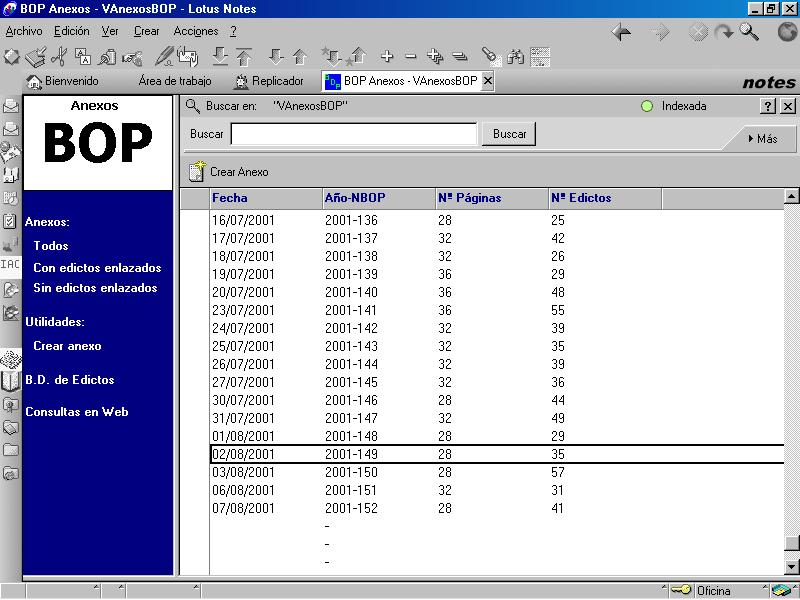 BOP Anexos - VAnexosBOP - Lotus Notes
Archivo Edición Ver Crear Acciones ?
Bienvenido Área de trabajo Replicador BOP Anexos - VAnexosBOP notes
Anexos
BOP
Buscar en: "VAnexosBOP" Indexada
Buscar Buscar
Más
Crear Anexo
Fecha Año-NBOP Nº Páginas Nº Edictos
16/07/2001 2001-136 28 25
17/07/2001 2001-137 32 42
18/07/2001 2001-138 32 26
19/07/2001 2001-139 36 29
20/07/2001 2001-140 36 48
23/07/2001 2001-141 36 55
24/07/2001 2001-142 32 39
25/07/2001 2001-143 32 35
26/07/2001 2001-144 32 39
27/07/2001 2001-145 32 36
30/07/2001 2001-146 28 44
31/07/2001 2001-147 32 49
01/08/2001 2001-148 28 29
02/08/2001 2001-149 28 35
03/08/2001 2001-150 28 57
06/08/2001 2001-151 32 31
07/08/2001 2001-152 28 41
-
-
-
Anexos:
Todos
Con edictos enlazados
Sin edictos enlazados
Utilidades:
Crear anexo
B.D. de Edictos
Consultas en Web
IAC
Oficina